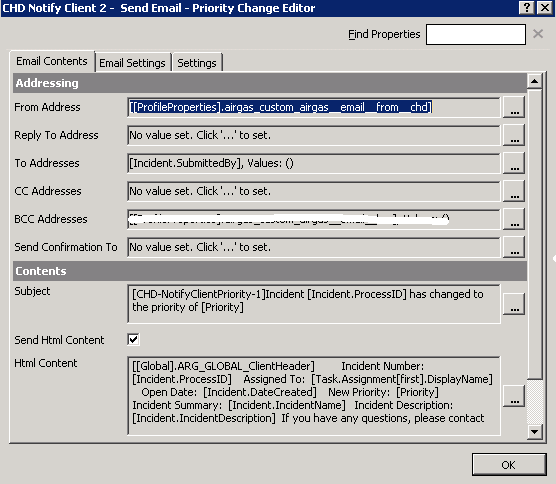 CHD Notify Client 2 - Send Email - Priority Change Editor
Find Properties
Email Contents Email Settings Settings
Addressing
From Address [[ProfileProperties].airgas_custom_airgas__email__from__chd] ...
Reply To Address No value set. Click '...' to set. ...
To Addresses [Incident.SubmittedBy], Values: () ...
CC Addresses No value set. Click '...' to set. ...
BCC Addresses ...
Send Confirmation To No value set. Click '...' to set. ...
Contents
Subject [CHD-NotifyClientPriority-1]Incident [Incident.ProcessID] has changed to
the priority of [Priority] ...
Send Html Content
Html Content [[Global].ARG_GLOBAL_ClientHeader] Incident Number:
[Incident.ProcessID] Assigned To: [Task.Assignment[first].DisplayName]
Open Date: [Incident.DateCreated] New Priority: [Priority] ...
Incident Summary: [Incident.IncidentName] Incident Description:
[Incident.IncidentDescription] If you have any questions, please contact
OK